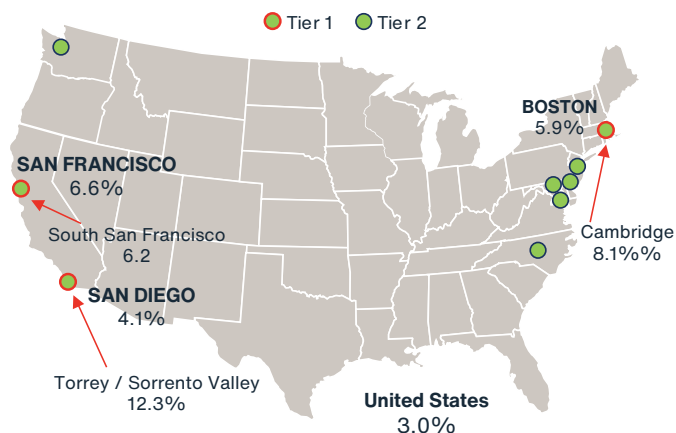 Tier 1 Tier 2
BOSTON
5.9%
SAN FRANCISCO
6.6%
South San Francisco
6.2
Cambridge
8.1%%
SAN DIEGO
4.1%
Torrey / Sorrento Valley
12.3%
United States
3.0%